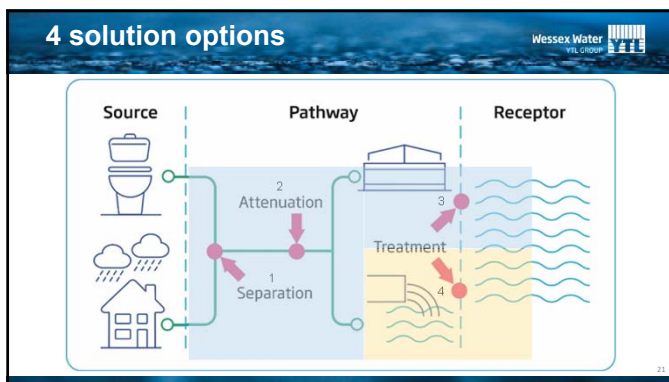 4 solution options
Wessex Water
YTL GROUP
YTL
Source
Pathway
Receptor
2
Attenuation
3
Treatment
1
Separation
4
21